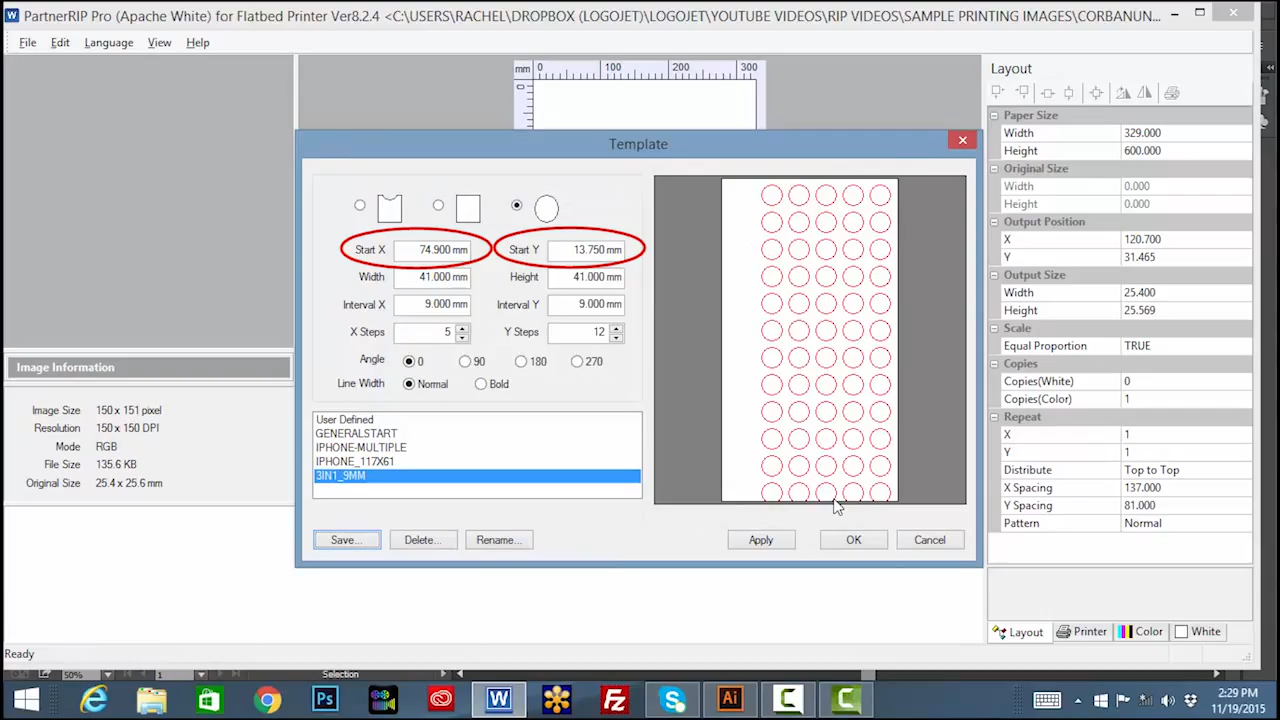 PartnerRIP Pro (Apache White) for Flatbed Printer Ver8.2.4 <C:\USERS\RACHEL\DROPBOX (LOGOJET)\LOGOJET\YOUTUBE VIDEOS\RIP VIDEOS\SAMPLE PRINTING IMAGES\CORBANUN...
File Edit Language View Help
mm 0 100 200 300
0
Layout
Paper Size
Width 329.000
Height 600.000
Original Size
Width 0.000
Height 0.000
Output Position
X 120.700
Y 31.465
Output Size
Width 25.400
Height 25.569
Scale
Equal Proportion TRUE
Copies
Copies(White) 0
Copies(Color) 1
Repeat
X 1
Y 1
Distribute Top to Top
X Spacing 137.000
Y Spacing 81.000
Pattern Normal
Layout Printer Color White
Template
Start X 74.900 mm Start Y 13.750 mm
Width 41.000 mm Height 41.000 mm
Interval X 9.000 mm Interval Y 9.000 mm
X Steps 5 Y Steps 12
Angle 0 90 180 270
Line Width Normal Bold
User Defined
GENERALSTART
IPHONE-MULTIPLE
IPHONE_117X61
3IN1_9MM
Save... Delete... Rename... Apply OK Cancel
Image Information
Image Size 150 x 151 pixel
Resolution 150 x 150 DPI
Mode RGB
File Size 135.6 KB
Original Size 25.4 x 25.6 mm
Ready
50% 1 Selection
2:29 PM
11/19/2015